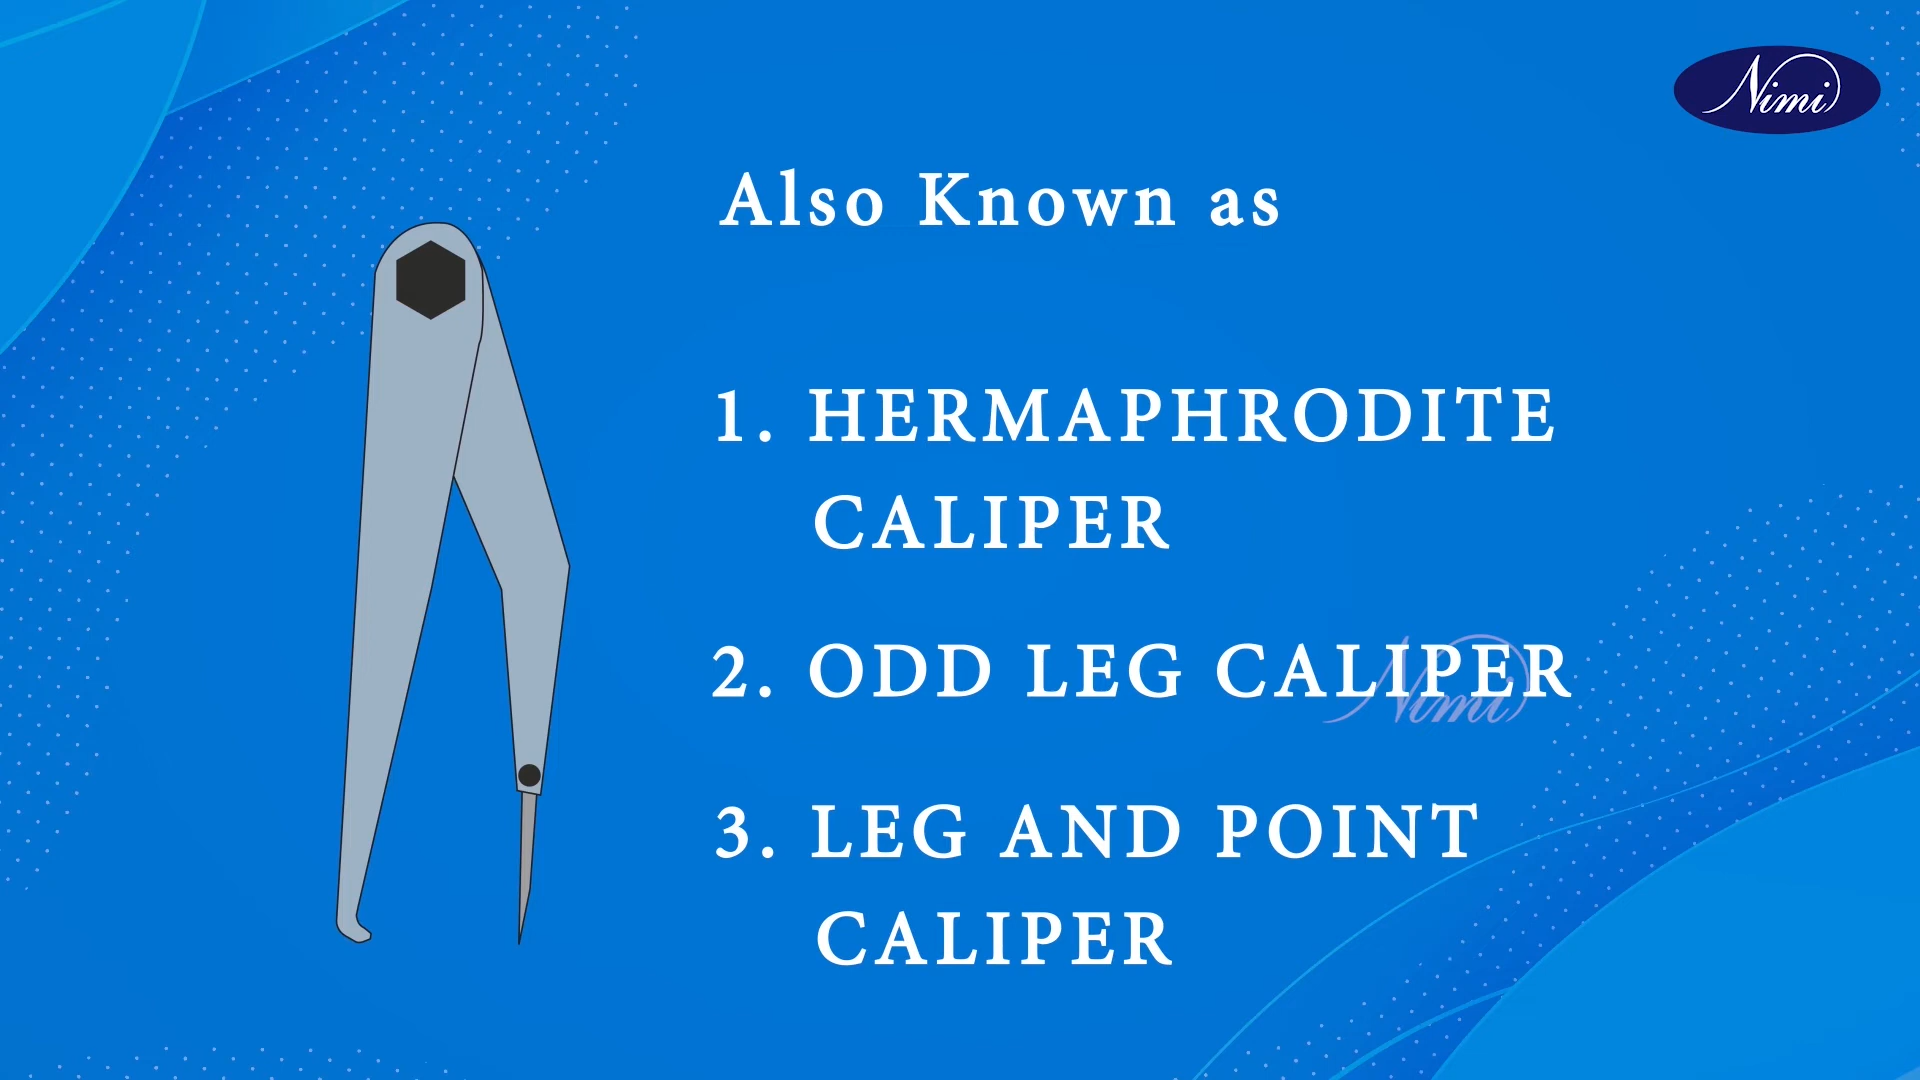 Nimi
Also Known as
1. HERMAPHRODITE
CALIPER
2. ODD LEG CALIPER
Nimi
3. LEG AND POINT
CALIPER